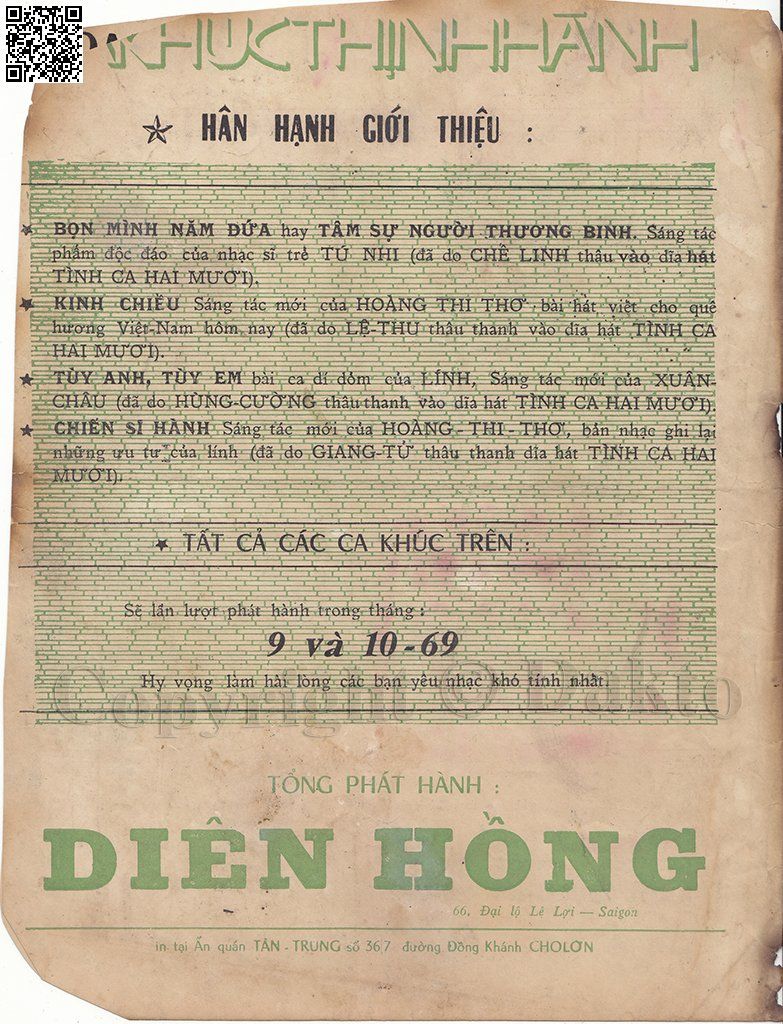 KHÚC THỊNH HÀNH
HÂN HẠNH GIỚI THIỆU :
BỌN MÌNH NĂM ĐỨA hay TÂM SỰ NGƯỜI THƯƠNG BINH. Sáng tác
phẩm độc đáo của nhạc sĩ trẻ TÚ NHI (đã do CHẾ LINH thâu vào dĩa hát
TÌNH CA HAI MƯƠI).
KINH CHIỀU Sáng tác mới của HOÀNG THI THƠ bài hát việt cho quê
hương Việt-Nam hôm nay (đã do LỆ-THU thâu thanh vào dĩa hát TÌNH CA
HAI MƯƠI).
TÙY ANH, TÙY EM bài ca dí dỏm của LÍNH, Sáng tác mới của XUÂN-
CHÂU (đã do HÙNG-CƯỜNG thâu thanh vào dĩa hát TÌNH CA HAI MƯƠI)
CHIẾN SĨ HÀNH Sáng tác mới của HOÀNG-THI-THƠ, bản nhạc ghi lại
những ưu tư của lính (đã do GIANG-TỬ thâu thanh dĩa hát TÌNH CA HAI
MƯƠI).
TẤT CẢ CÁC CA KHÚC TRÊN :
Sẽ lần lượt phát hành trong tháng :
9 và 10-69
Hy vọng làm hài lòng các bạn yêu nhạc khó tính nhất.
Copyright © Dakto
TỔNG PHÁT HÀNH :
DIÊN HỒNG
66, Đại lộ Lê Lợi — Saigon
in tại Ấn quán TÂN - TRUNG số 367 đường Đồng Khánh CHOLỚN